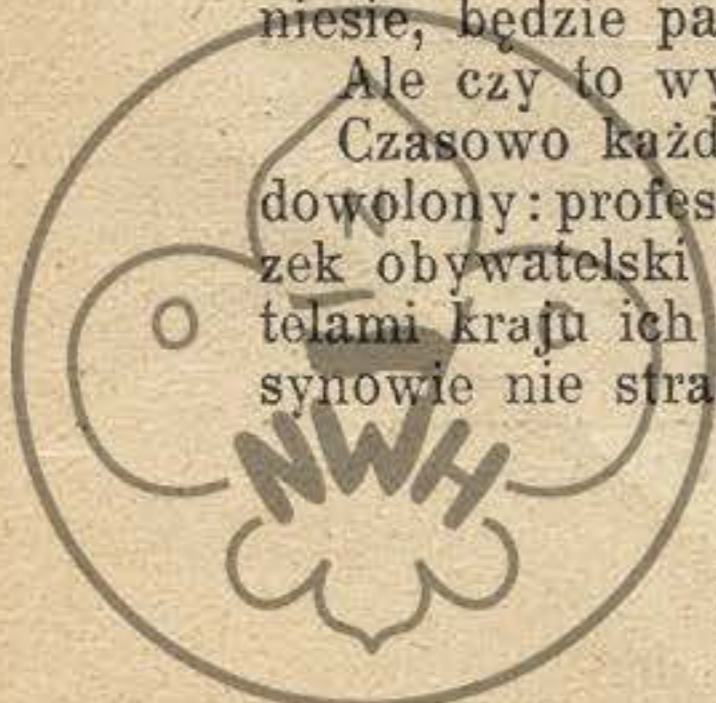 niesie, będzie pa
Ale czy to wy
Czasowo każd
dowolony: profes
zek obywatelski
telami kraju ich
synowie nie stra
O N C
NWH